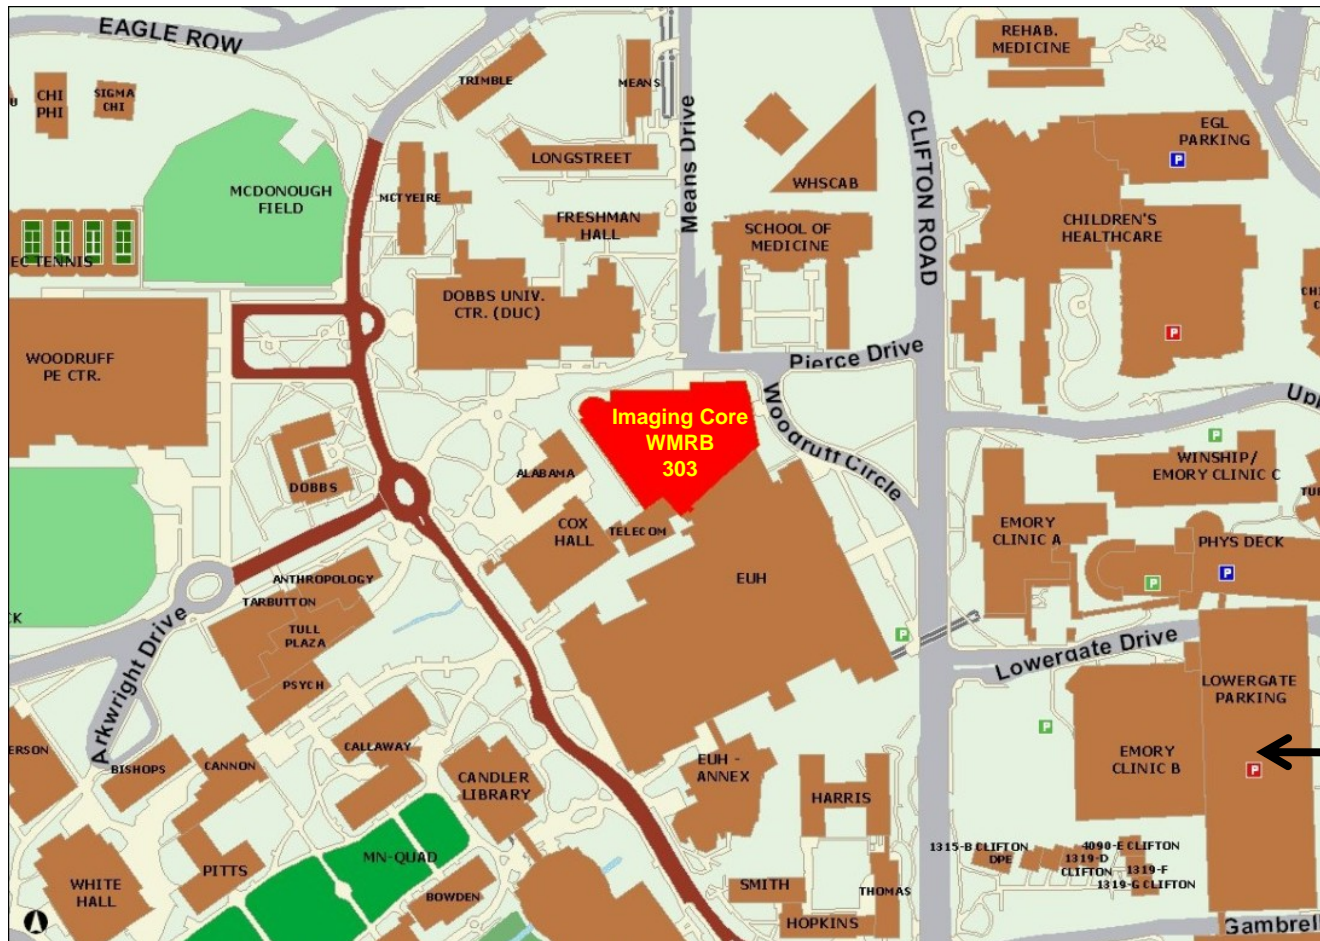 EAGLE ROW
REHAB.
MEDICINE
CHI
PHI
SIGMA
CHI
TRIMBLE
MEANS
Means Drive
CLIFTON ROAD
EGL
PARKING
P
LONGSTREET
WHSCAB
MCDONOUGH
FIELD
MCTYEIRE
FRESHMAN
HALL
SCHOOL OF
MEDICINE
CHILDREN'S
HEALTHCARE
EC TENNIS
DOBBS UNIV.
CTR. (DUC)
P
WOODRUFF
PE CTR.
Pierce Drive
Woodruff Circle
Imaging Core
WMRB
303
P
WINSHIP/
EMORY CLINIC C
DOBBS
ALABAMA
COX
HALL
TELECOM
EMORY
CLINIC A
PHYS DECK
P
P
EUH
ANTHROPOLOGY
TARBUTTON
TULL
PLAZA
PSYCH
Arkwright Drive
P
Lowergate Drive
LOWERGATE
PARKING
P
P
EMORY
CLINIC B
ERSON
BISHOPS
CANNON
CALLAWAY
CANDLER
LIBRARY
EUH -
ANNEX
HARRIS
MN-QUAD
PITTS
WHITE
HALL
BOWDEN
SMITH
HOPKINS
THOMAS
1315-B CLIFTON
DPE
4090-E CLIFTON
1319-D
CLIFTON
1319-F
1319-G CLIFTON
Gambrell